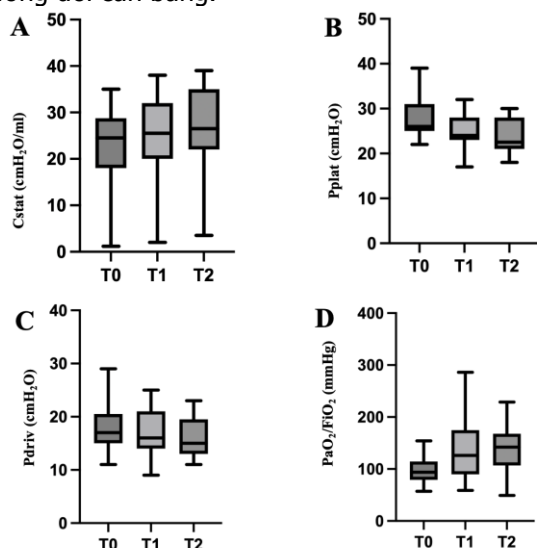 bằng.
A
50
40
30
20
10
0
Cstat (cmH₂O/ml)
T0 T1 T2
B
50
40
30
20
10
0
Pplat (cmH₂O)
T0 T1 T2
C
40
30
20
10
0
Pdriv (cmH₂O)
T0 T1 T2
D
400
300
200
100
0
PaO₂/FiO₂ (mmHg)
T0 T1 T2